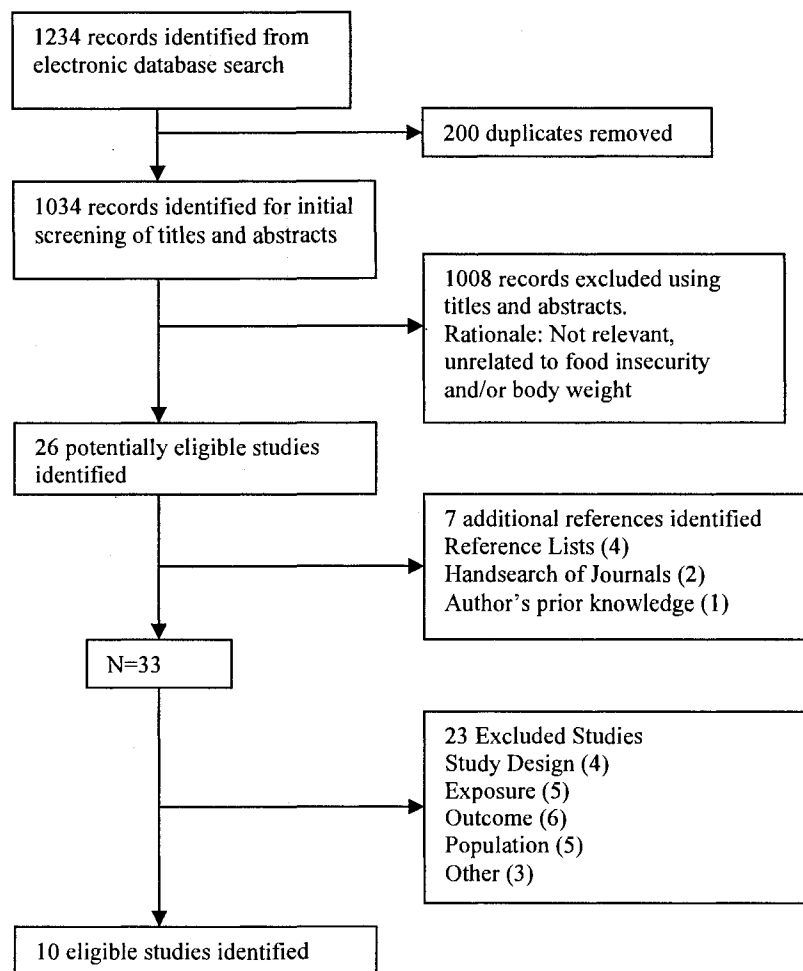 1234 records identified from
electronic database search
200 duplicates removed
1034 records identified for initial
screening of titles and abstracts
1008 records excluded using
titles and abstracts.
Rationale: Not relevant,
unrelated to food insecurity
and/or body weight
26 potentially eligible studies
identified
7 additional references identified
Reference Lists (4)
Handsearch of Journals (2)
Author's prior knowledge (1)
N=33
23 Excluded Studies
Study Design (4)
Exposure (5)
Outcome (6)
Population (5)
Other (3)
10 eligible studies identified